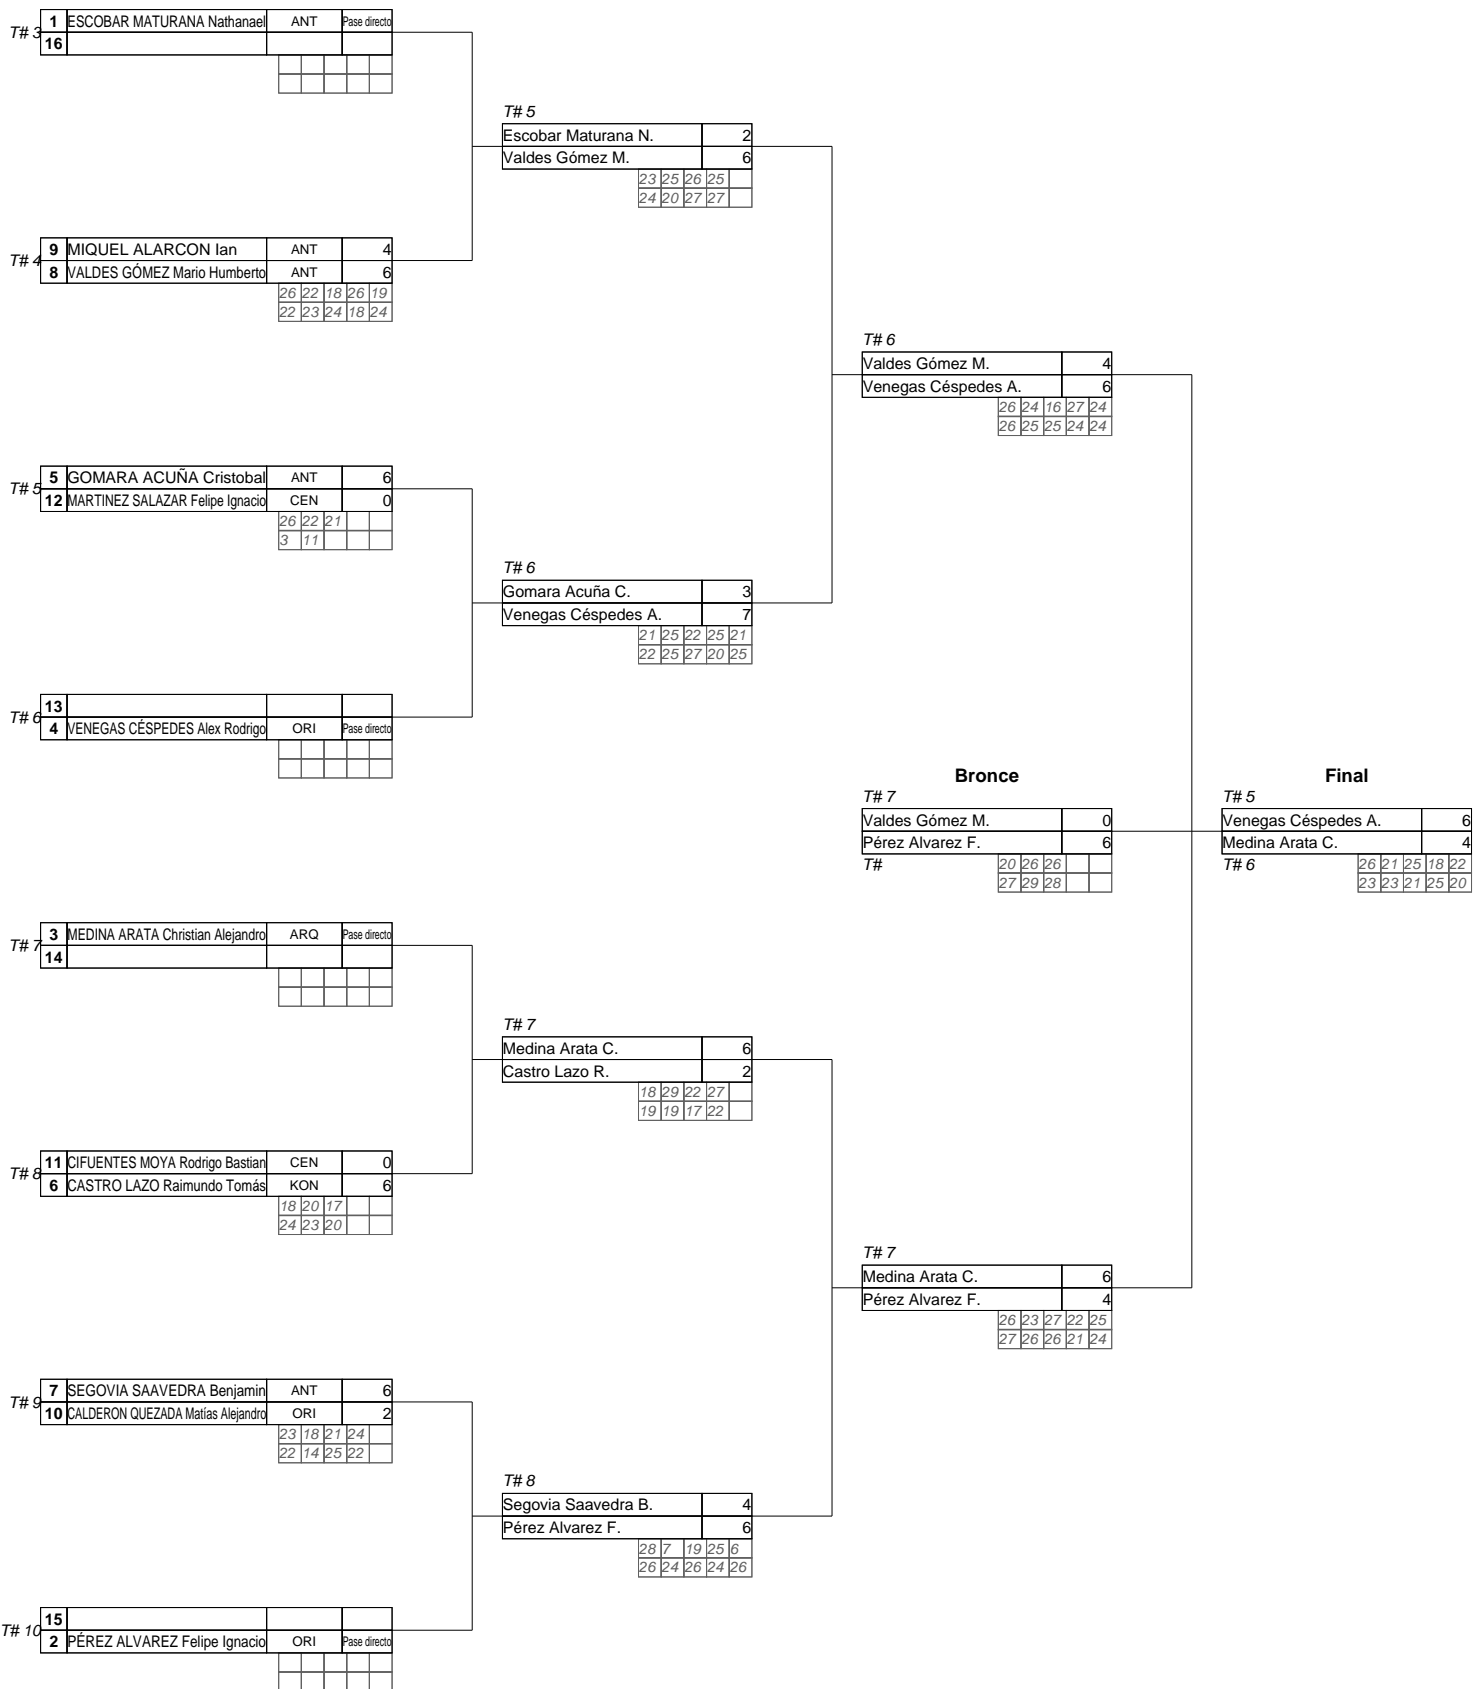 T# 3
1 ESCOBAR MATURANA Nathanael ANT Pase directo
16
T# 5
Escobar Maturana N. 2
Valdes Gómez M. 6
23 25 26 25
24 20 27 27
T# 4
9 MIQUEL ALARCON Ian ANT 4
8 VALDES GÓMEZ Mario Humberto ANT 6
26 22 18 26 19
22 23 24 18 24
T# 6
Valdes Gómez M. 4
Venegas Céspedes A. 6
26 24 16 27 24
26 25 25 24 24
T# 5
5 GOMARA ACUÑA Cristobal ANT 6
12 MARTINEZ SALAZAR Felipe Ignacio CEN 0
26 22 21
3 11
T# 6
Gomara Acuña C. 3
Venegas Céspedes A. 7
21 25 22 25 21
22 25 27 20 25
T# 6
13
4 VENEGAS CÉSPEDES Alex Rodrigo ORI Pase directo
Bronce
T# 7
Valdes Gómez M. 0
Pérez Alvarez F. 6
T#
20 26 26
27 29 28
Final
T# 5
Venegas Céspedes A. 6
Medina Arata C. 4
T# 6
26 21 25 18 22
23 23 21 25 20
T# 7
3 MEDINA ARATA Christian Alejandro ARQ Pase directo
14
T# 7
Medina Arata C. 6
Castro Lazo R. 2
18 29 22 27
19 19 17 22
T# 8
11 CIFUENTES MOYA Rodrigo Bastian CEN 0
6 CASTRO LAZO Raimundo Tomás KON 6
18 20 17
24 23 20
T# 7
Medina Arata C. 6
Pérez Alvarez F. 4
26 23 27 22 25
27 26 26 21 24
T# 9
7 SEGOVIA SAAVEDRA Benjamin ANT 6
10 CALDERON QUEZADA Matías Alejandro ORI 2
23 18 21 24
22 14 25 22
T# 8
Segovia Saavedra B. 4
Pérez Alvarez F. 6
28 7 19 25 6
26 24 26 24 26
T# 10
15
2 PÉREZ ALVAREZ Felipe Ignacio ORI Pase directo